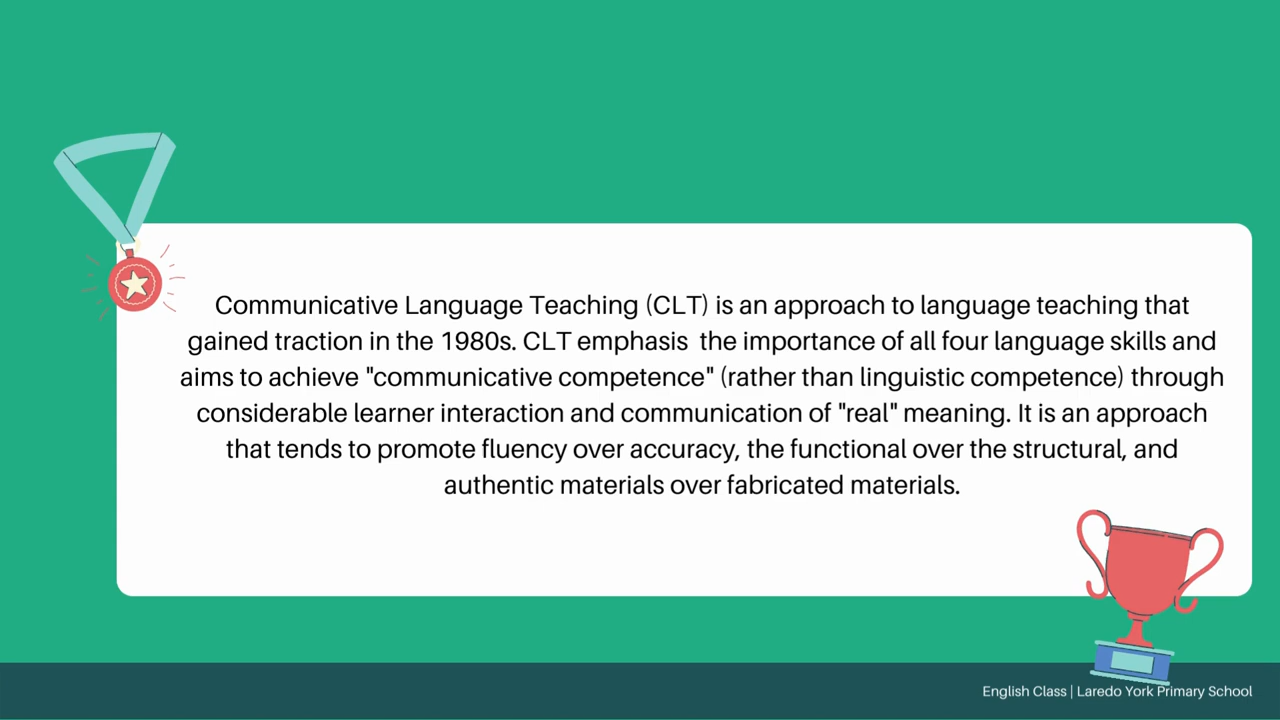 Communicative Language Teaching (CLT) is an approach to language teaching that
gained traction in the 1980s. CLT emphasis  the importance of all four language skills and
aims to achieve "communicative competence" (rather than linguistic competence) through
considerable learner interaction and communication of "real" meaning. It is an approach
that tends to promote fluency over accuracy, the functional over the structural, and
authentic materials over fabricated materials.
English Class | Laredo York Primary School